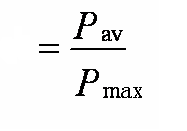 = P_av / P_max